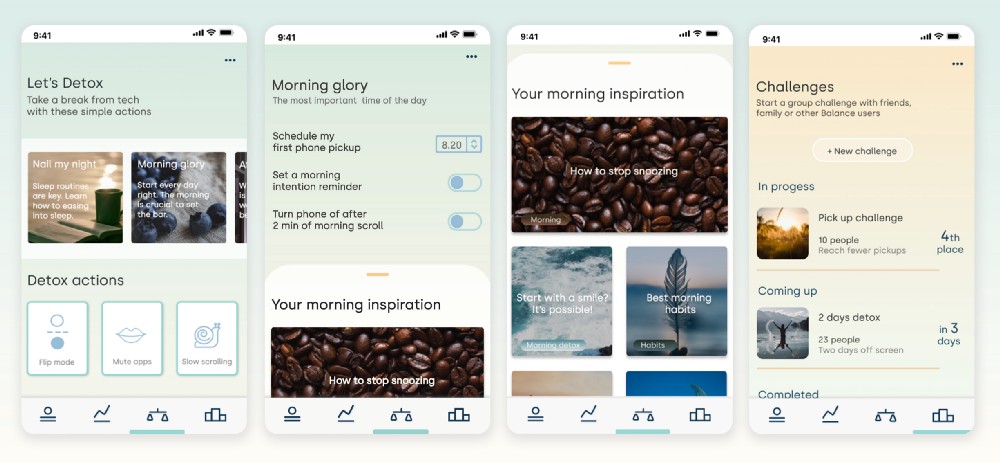 9:41
Let's Detox
Take a break from tech
with these simple actions
Nail my night
Sleep routines
are key. Learn
how to easing
into sleep.
Morning glory
Start every day
right. The morning
is crucial to set
the bar.
Detox actions
Flip mode
Mute apps
Slow scrolling
9:41
Morning glory
The most important time of the day
Schedule my
first phone pickup
8.20
Set a morning
intention reminder
Turn phone of after
2 min of morning scroll
Your morning inspiration
How to stop snoozing
9:41
Your morning inspiration
How to stop snoozing
Morning
Start with a smile?
It's possible!
Morning detox
Best morning
habits
Habits
9:41
Challenges
Start a group challenge with friends,
family or other Balance users
+ New challenge
In progess
Pick up challenge
10 people
Reach fewer pickups
4th
place
Coming up
2 days detox
23 people
Two days off screen
in 3
days
Completed